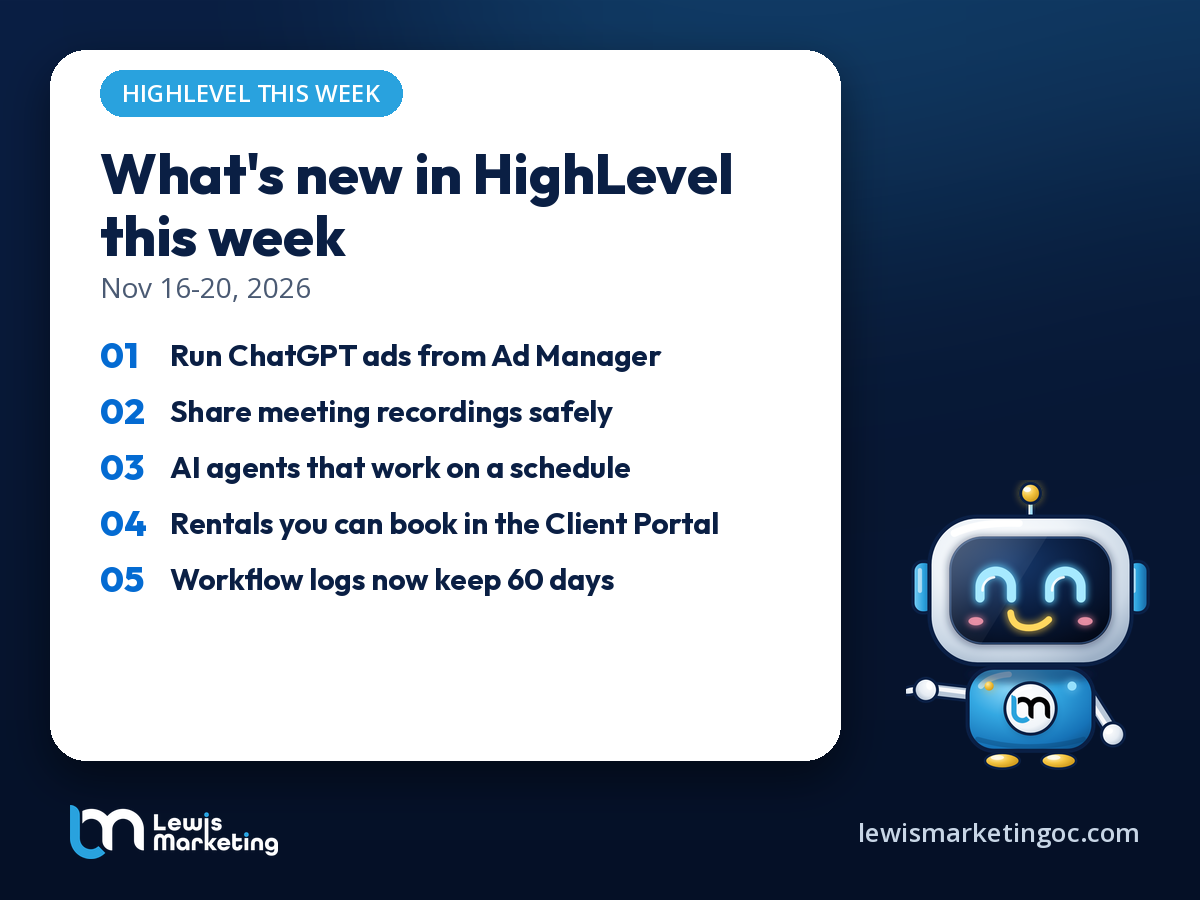 HIGHLEVEL THIS WEEK
What's new in HighLevel
this week
Nov 16-20, 2026
01 Run ChatGPT ads from Ad Manager
02 Share meeting recordings safely
03 AI agents that work on a schedule
04 Rentals you can book in the Client Portal
05 Workflow logs now keep 60 days
bm
bm Lewis
Marketing
lewismarketingoc.com